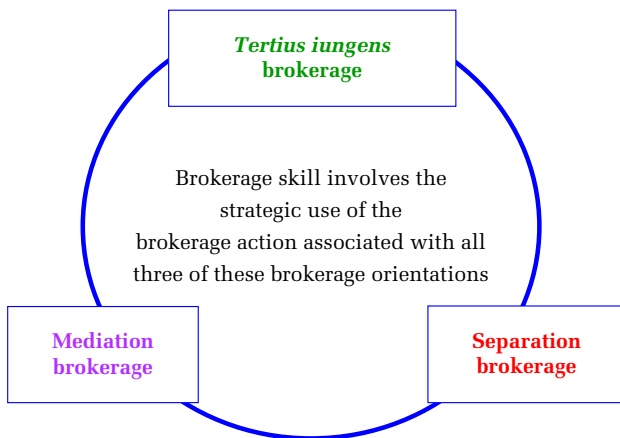 Tertius iungens
brokerage
Brokerage skill involves the
strategic use of the
brokerage action associated with all
three of these brokerage orientations
Mediation
brokerage
Separation
brokerage